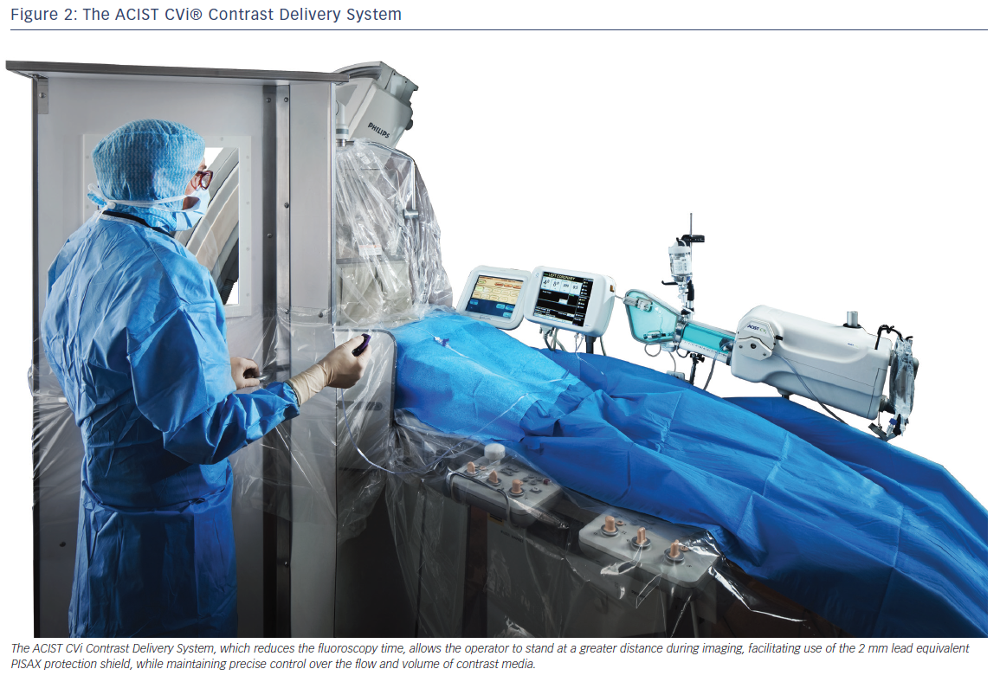 Figure 2: The ACIST CVi® Contrast Delivery System
PHILIPS
LEFT CORONARY
ACIST CVi
The ACIST CVi Contrast Delivery System, which reduces the fluoroscopy time, allows the operator to stand at a greater distance during imaging, facilitating use of the 2 mm lead equivalent
PISAX protection shield, while maintaining precise control over the flow and volume of contrast media.